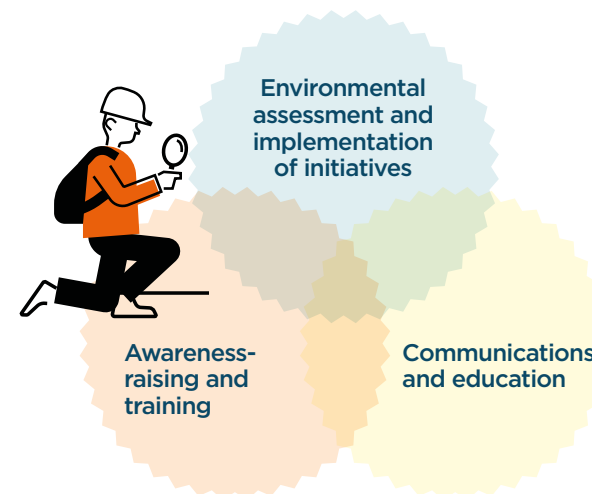 Environmental
assessment and
implementation
of initiatives
Awareness-
raising and
training
Communications
and education